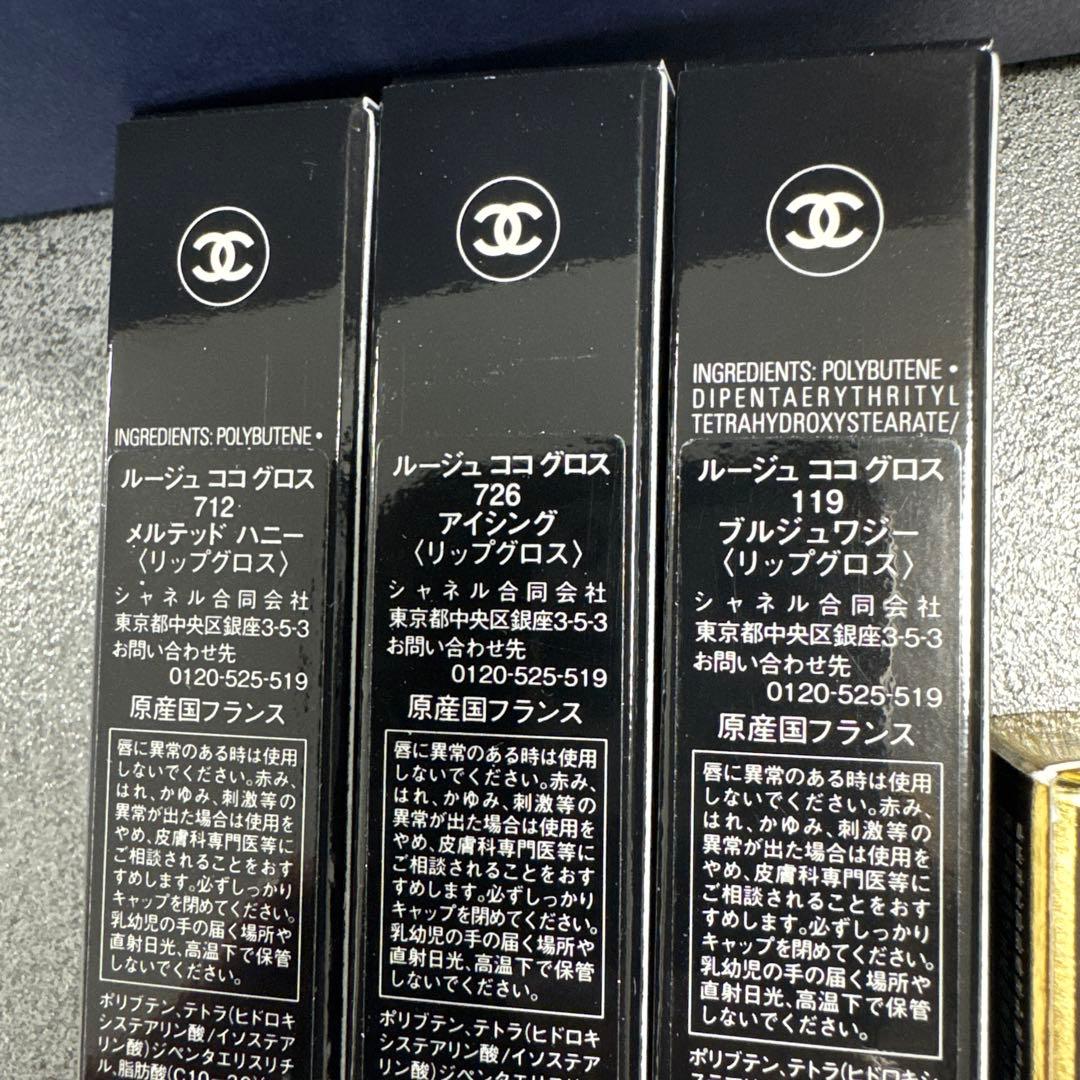 INGREDIENTS: POLYBUTENE •
ルージュ ココ グロス
712
メルテッド ハニー
〈リップグロス〉
シャネル合同会社
東京都中央区銀座3-5-3
お問い合わせ先
0120-525-519
原産国フランス
唇に異常のある時は使用
しないでください。赤み、
はれ、かゆみ、刺激等の
異常が出た場合は使用を
やめ、皮膚科専門医等に
ご相談されることをおす
すめします。必ずしっかり
キャップを閉めてください。
乳幼児の手の届く場所や
直射日光、高温下で保管
しないでください。
ポリブテン、テトラ(ヒドロキ
システアリン酸/イソステア
リン酸)ジペンタエリスリチ
ル、脂肪酸(C10-30)
ルージュ ココ グロス
726
アイシング
〈リップグロス〉
シャネル合同会社
東京都中央区銀座3-5-3
お問い合わせ先
0120-525-519
原産国フランス
唇に異常のある時は使用
しないでください。赤み、
はれ、かゆみ、刺激等の
異常が出た場合は使用を
やめ、皮膚科専門医等に
ご相談されることをおす
すめします。必ずしっかり
キャップを閉めてください。
乳幼児の手の届く場所や
直射日光、高温下で保管
しないでください。
ポリブテン、テトラ(ヒドロキ
システアリン酸/イソステア
リン酸)ジペンタエリスリチ
INGREDIENTS: POLYBUTENE •
DIPENTAERYTHRITYL
TETRAHYDROXYSTEARATE/
ルージュ ココ グロス
119
ブルジュワジー
〈リップグロス〉
シャネル合同会社
東京都中央区銀座3-5-3
お問い合わせ先
0120-525-519
原産国フランス
唇に異常のある時は使用
しないでください。赤み、
はれ、かゆみ、刺激等の
異常が出た場合は使用を
やめ、皮膚科専門医等に
ご相談されることをおす
すめします。必ずしっかり
キャップを閉めてください。
乳幼児の手の届く場所や
直射日光、高温下で保管
しないでください。
ポリブテン、テトラ(ヒドロキシ